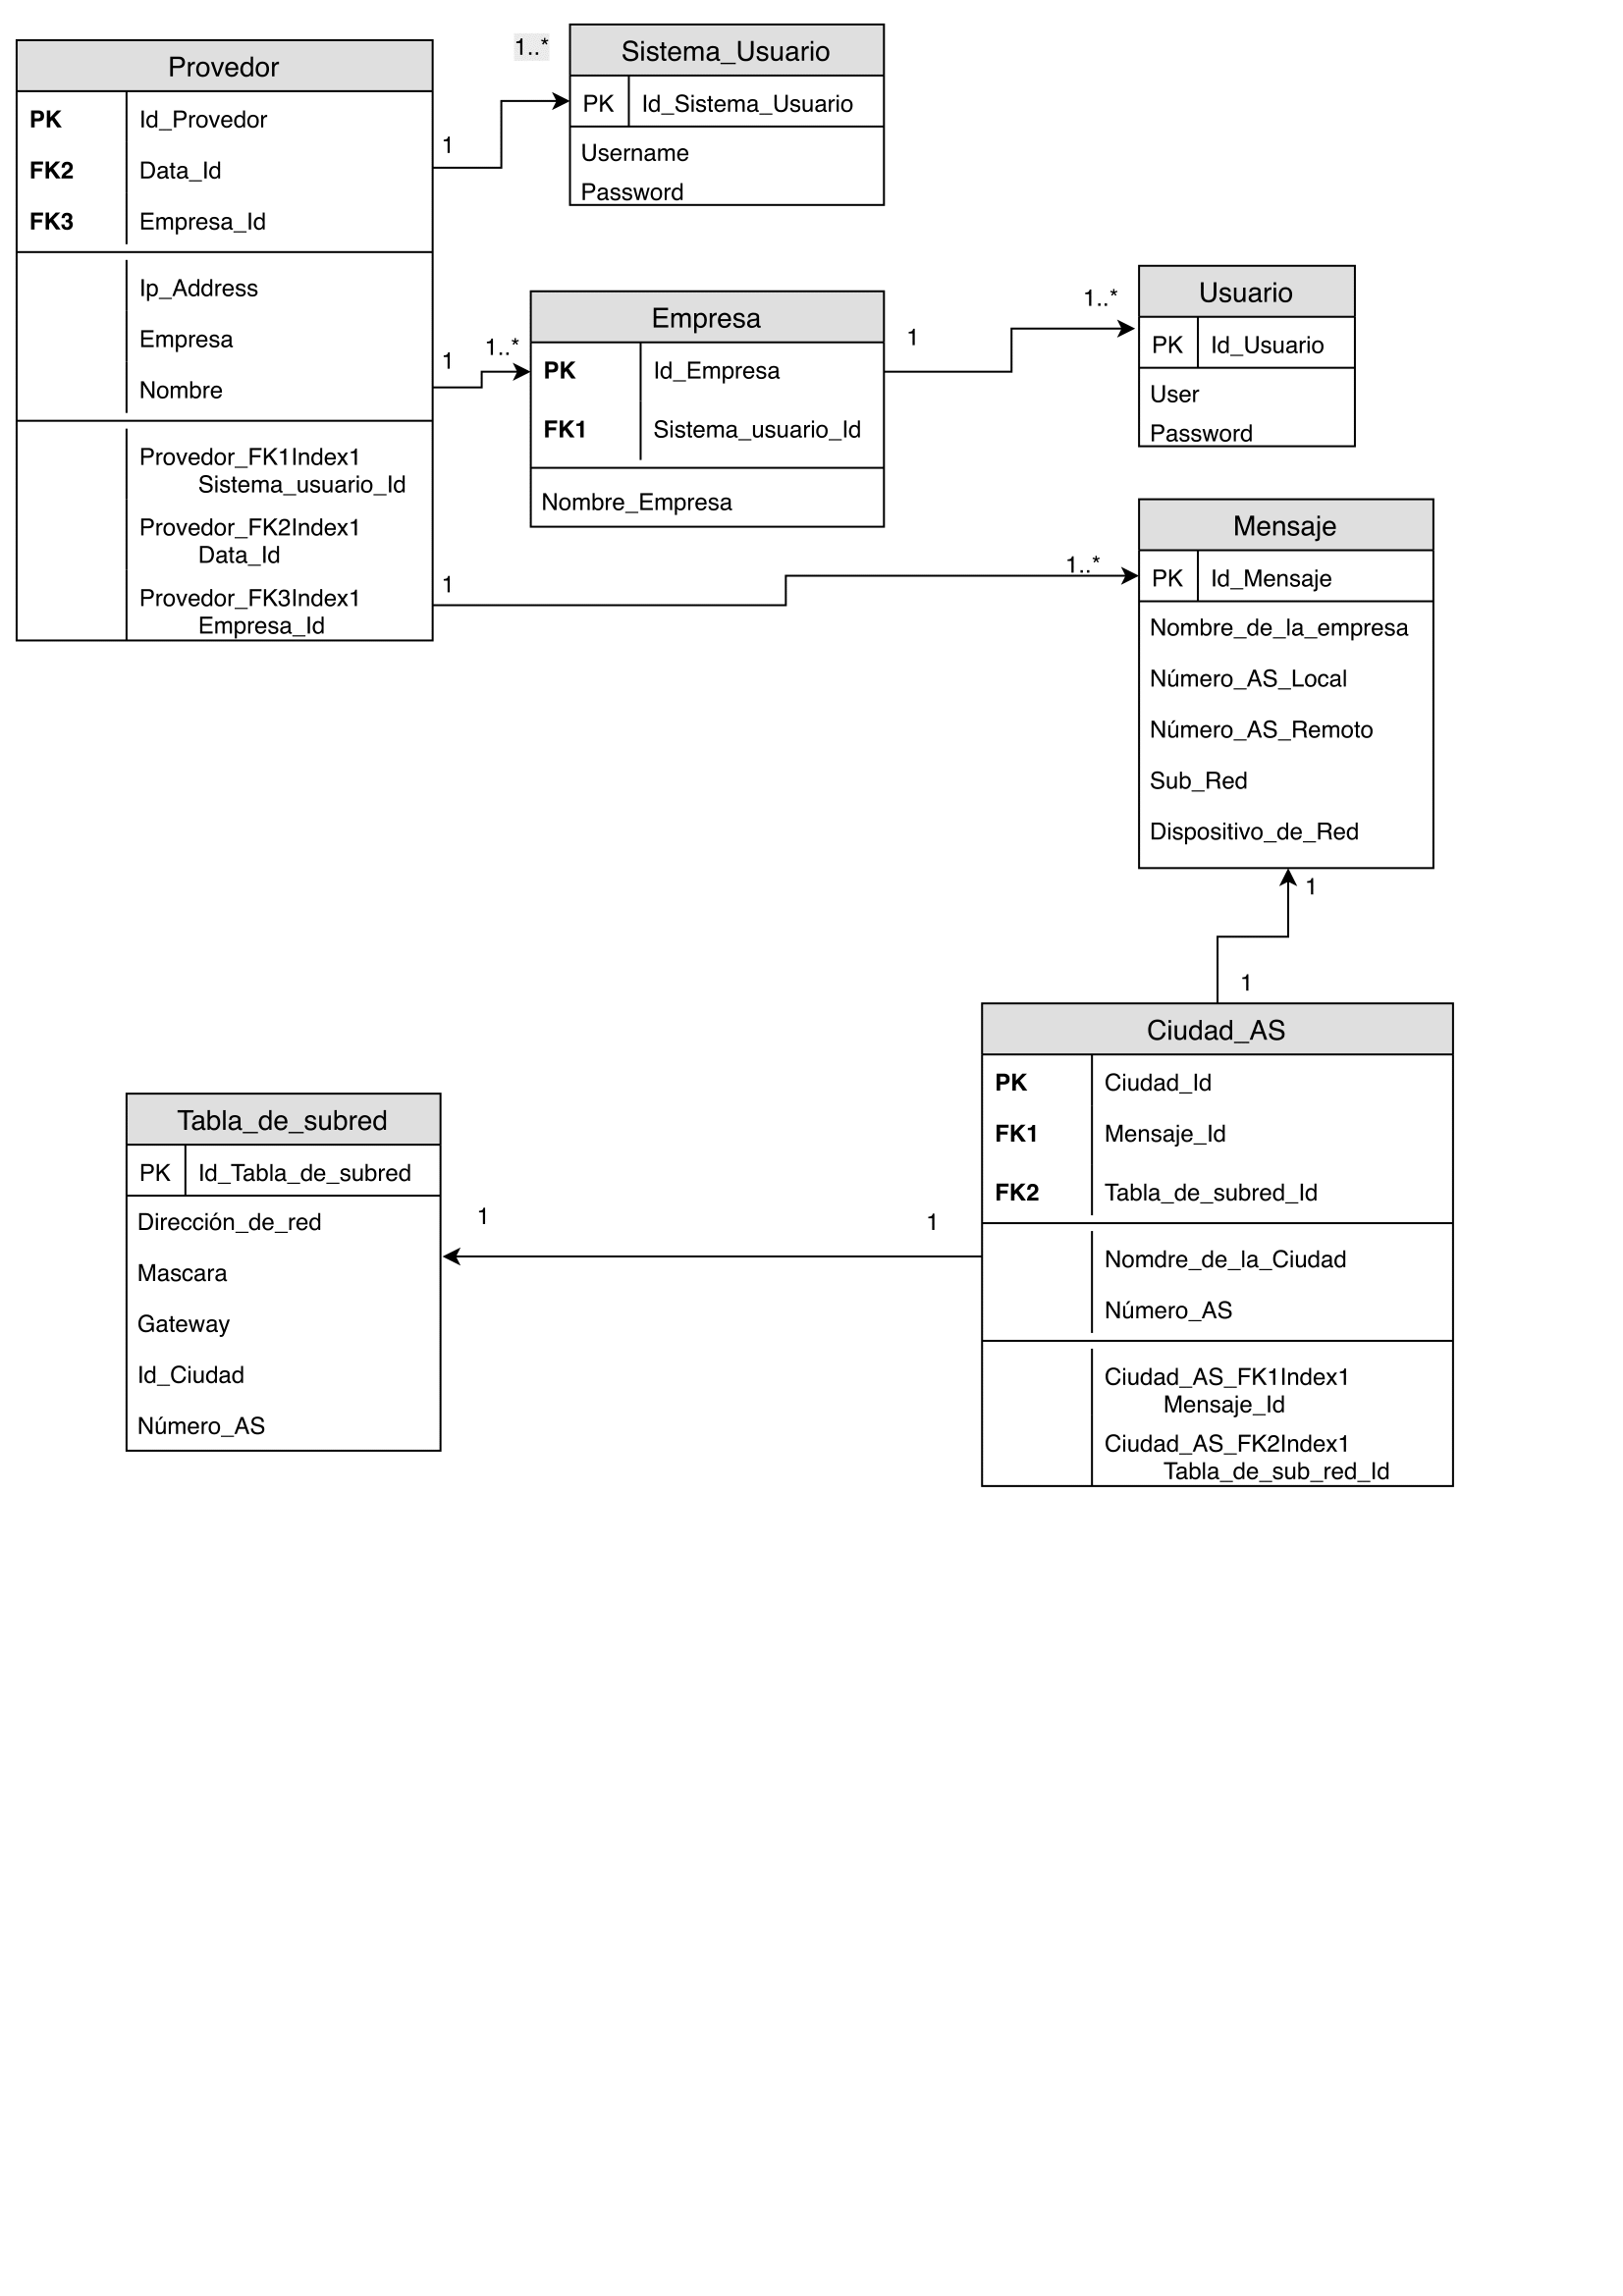 Provedor
PK Id_Provedor
FK2 Data_Id
FK3 Empresa_Id
Ip_Address
Empresa
Nombre
Provedor_FK1Index1
Sistema_usuario_Id
Provedor_FK2Index1
Data_Id
Provedor_FK3Index1
Empresa_Id
1
1..*
Sistema_Usuario
PK Id_Sistema_Usuario
Username
Password
1
1..*
Empresa
PK Id_Empresa
FK1 Sistema_usuario_Id
Nombre_Empresa
1
1..*
Usuario
PK Id_Usuario
User
Password
1
1..*
Mensaje
PK Id_Mensaje
Nombre_de_la_empresa
Número_AS_Local
Número_AS_Remoto
Sub_Red
Dispositivo_de_Red
1
1
Ciudad_AS
PK Ciudad_Id
FK1 Mensaje_Id
FK2 Tabla_de_subred_Id
Nomdre_de_la_Ciudad
Número_AS
Ciudad_AS_FK1Index1
Mensaje_Id
Ciudad_AS_FK2Index1
Tabla_de_sub_red_Id
1
1
Tabla_de_subred
PK Id_Tabla_de_subred
Dirección_de_red
Mascara
Gateway
Id_Ciudad
Número_AS